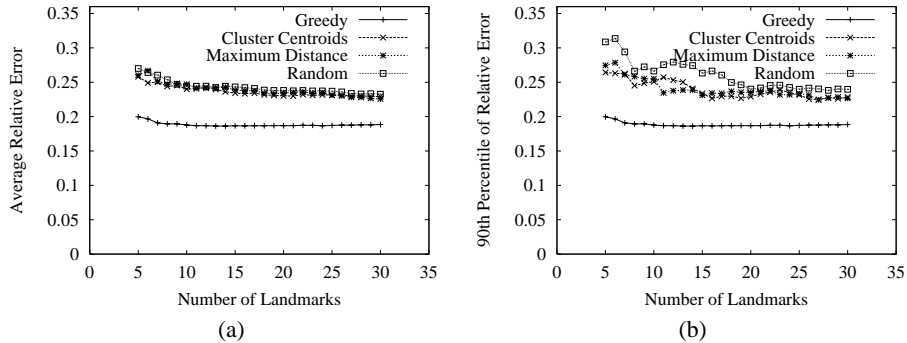 Average Relative Error
0.35
0.3
0.25
0.2
0.15
0.1
0.05
0
0 5 10 15 20 25 30 35
Number of Landmarks
Greedy
Cluster Centroids
Maximum Distance
Random
(a)
90th Percentile of Relative Error
0.35
0.3
0.25
0.2
0.15
0.1
0.05
0
0 5 10 15 20 25 30 35
Number of Landmarks
Greedy
Cluster Centroids
Maximum Distance
Random
(b)